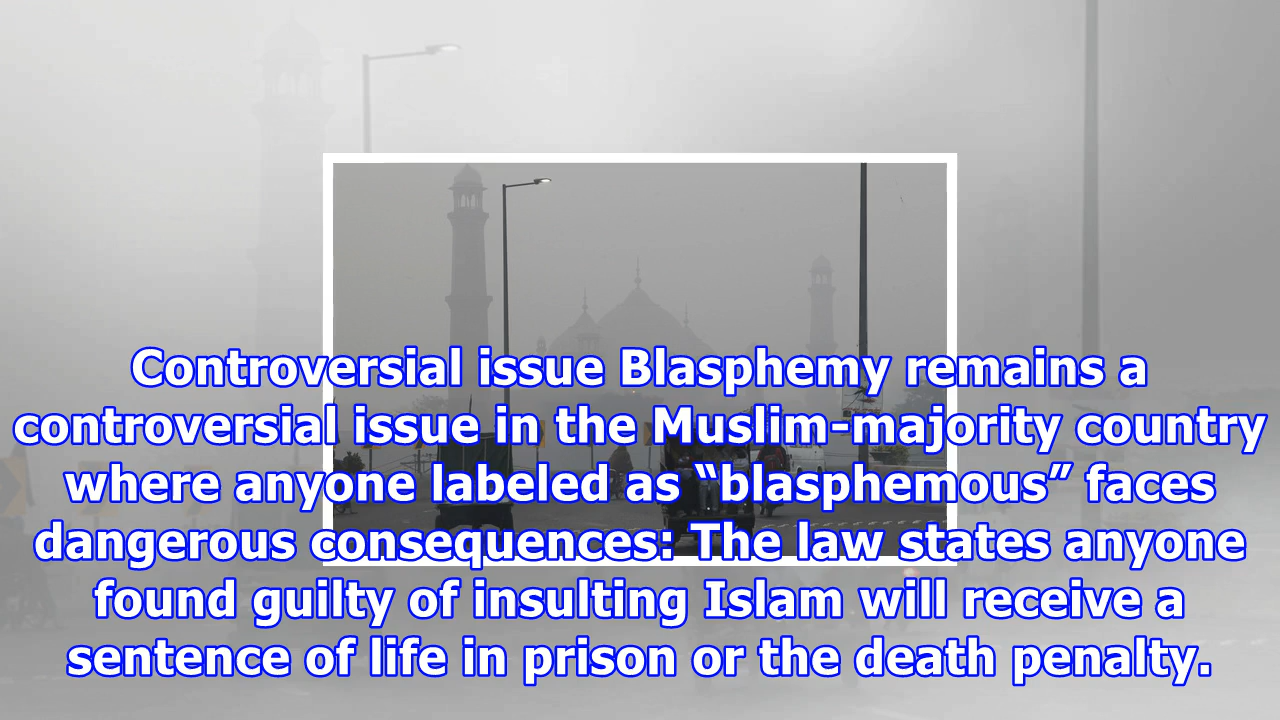 Controversial issue Blasphemy remains a
controversial issue in the Muslim-majority country
where anyone labeled as “blasphemous” faces
dangerous consequences: The law states anyone
found guilty of insulting Islam will receive a
sentence of life in prison or the death penalty.